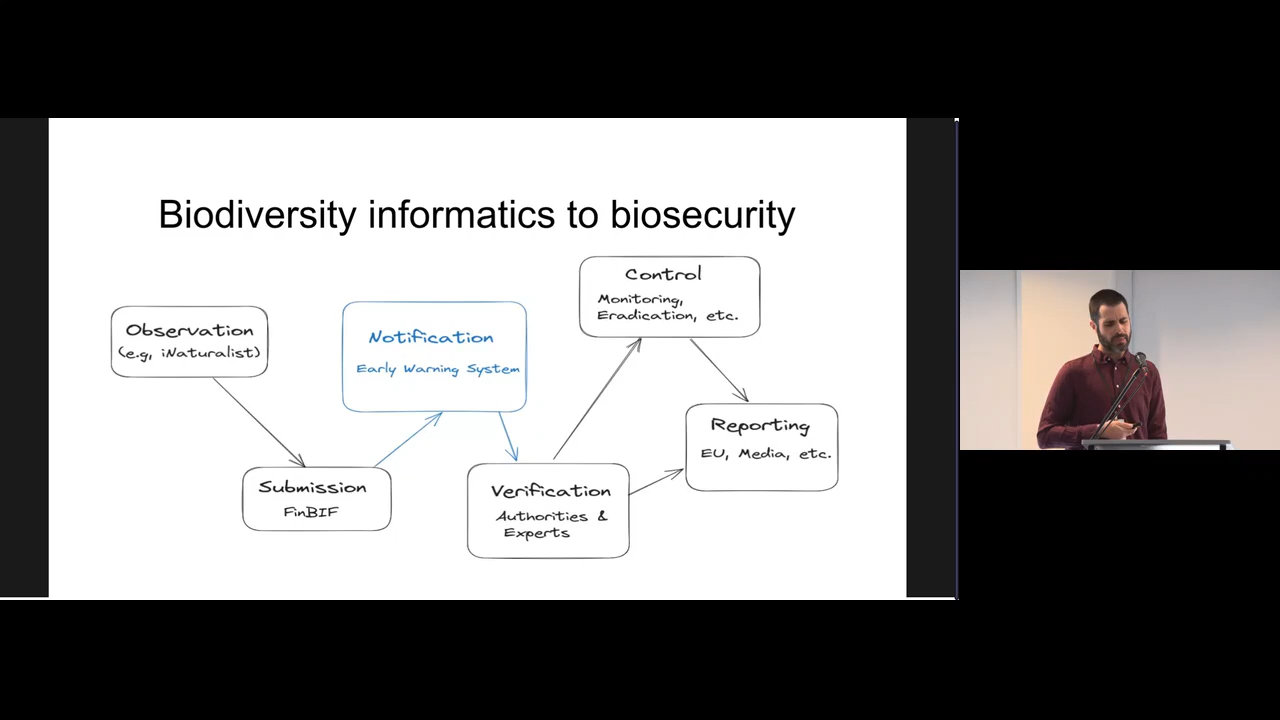 Biodiversity informatics to biosecurity
Observation
(e.g, iNaturalist)
Submission
FinBIF
Notification
Early Warning System
Verification
Authorities &
Experts
Control
Monitoring,
Eradication, etc.
Reporting
EU, Media, etc.